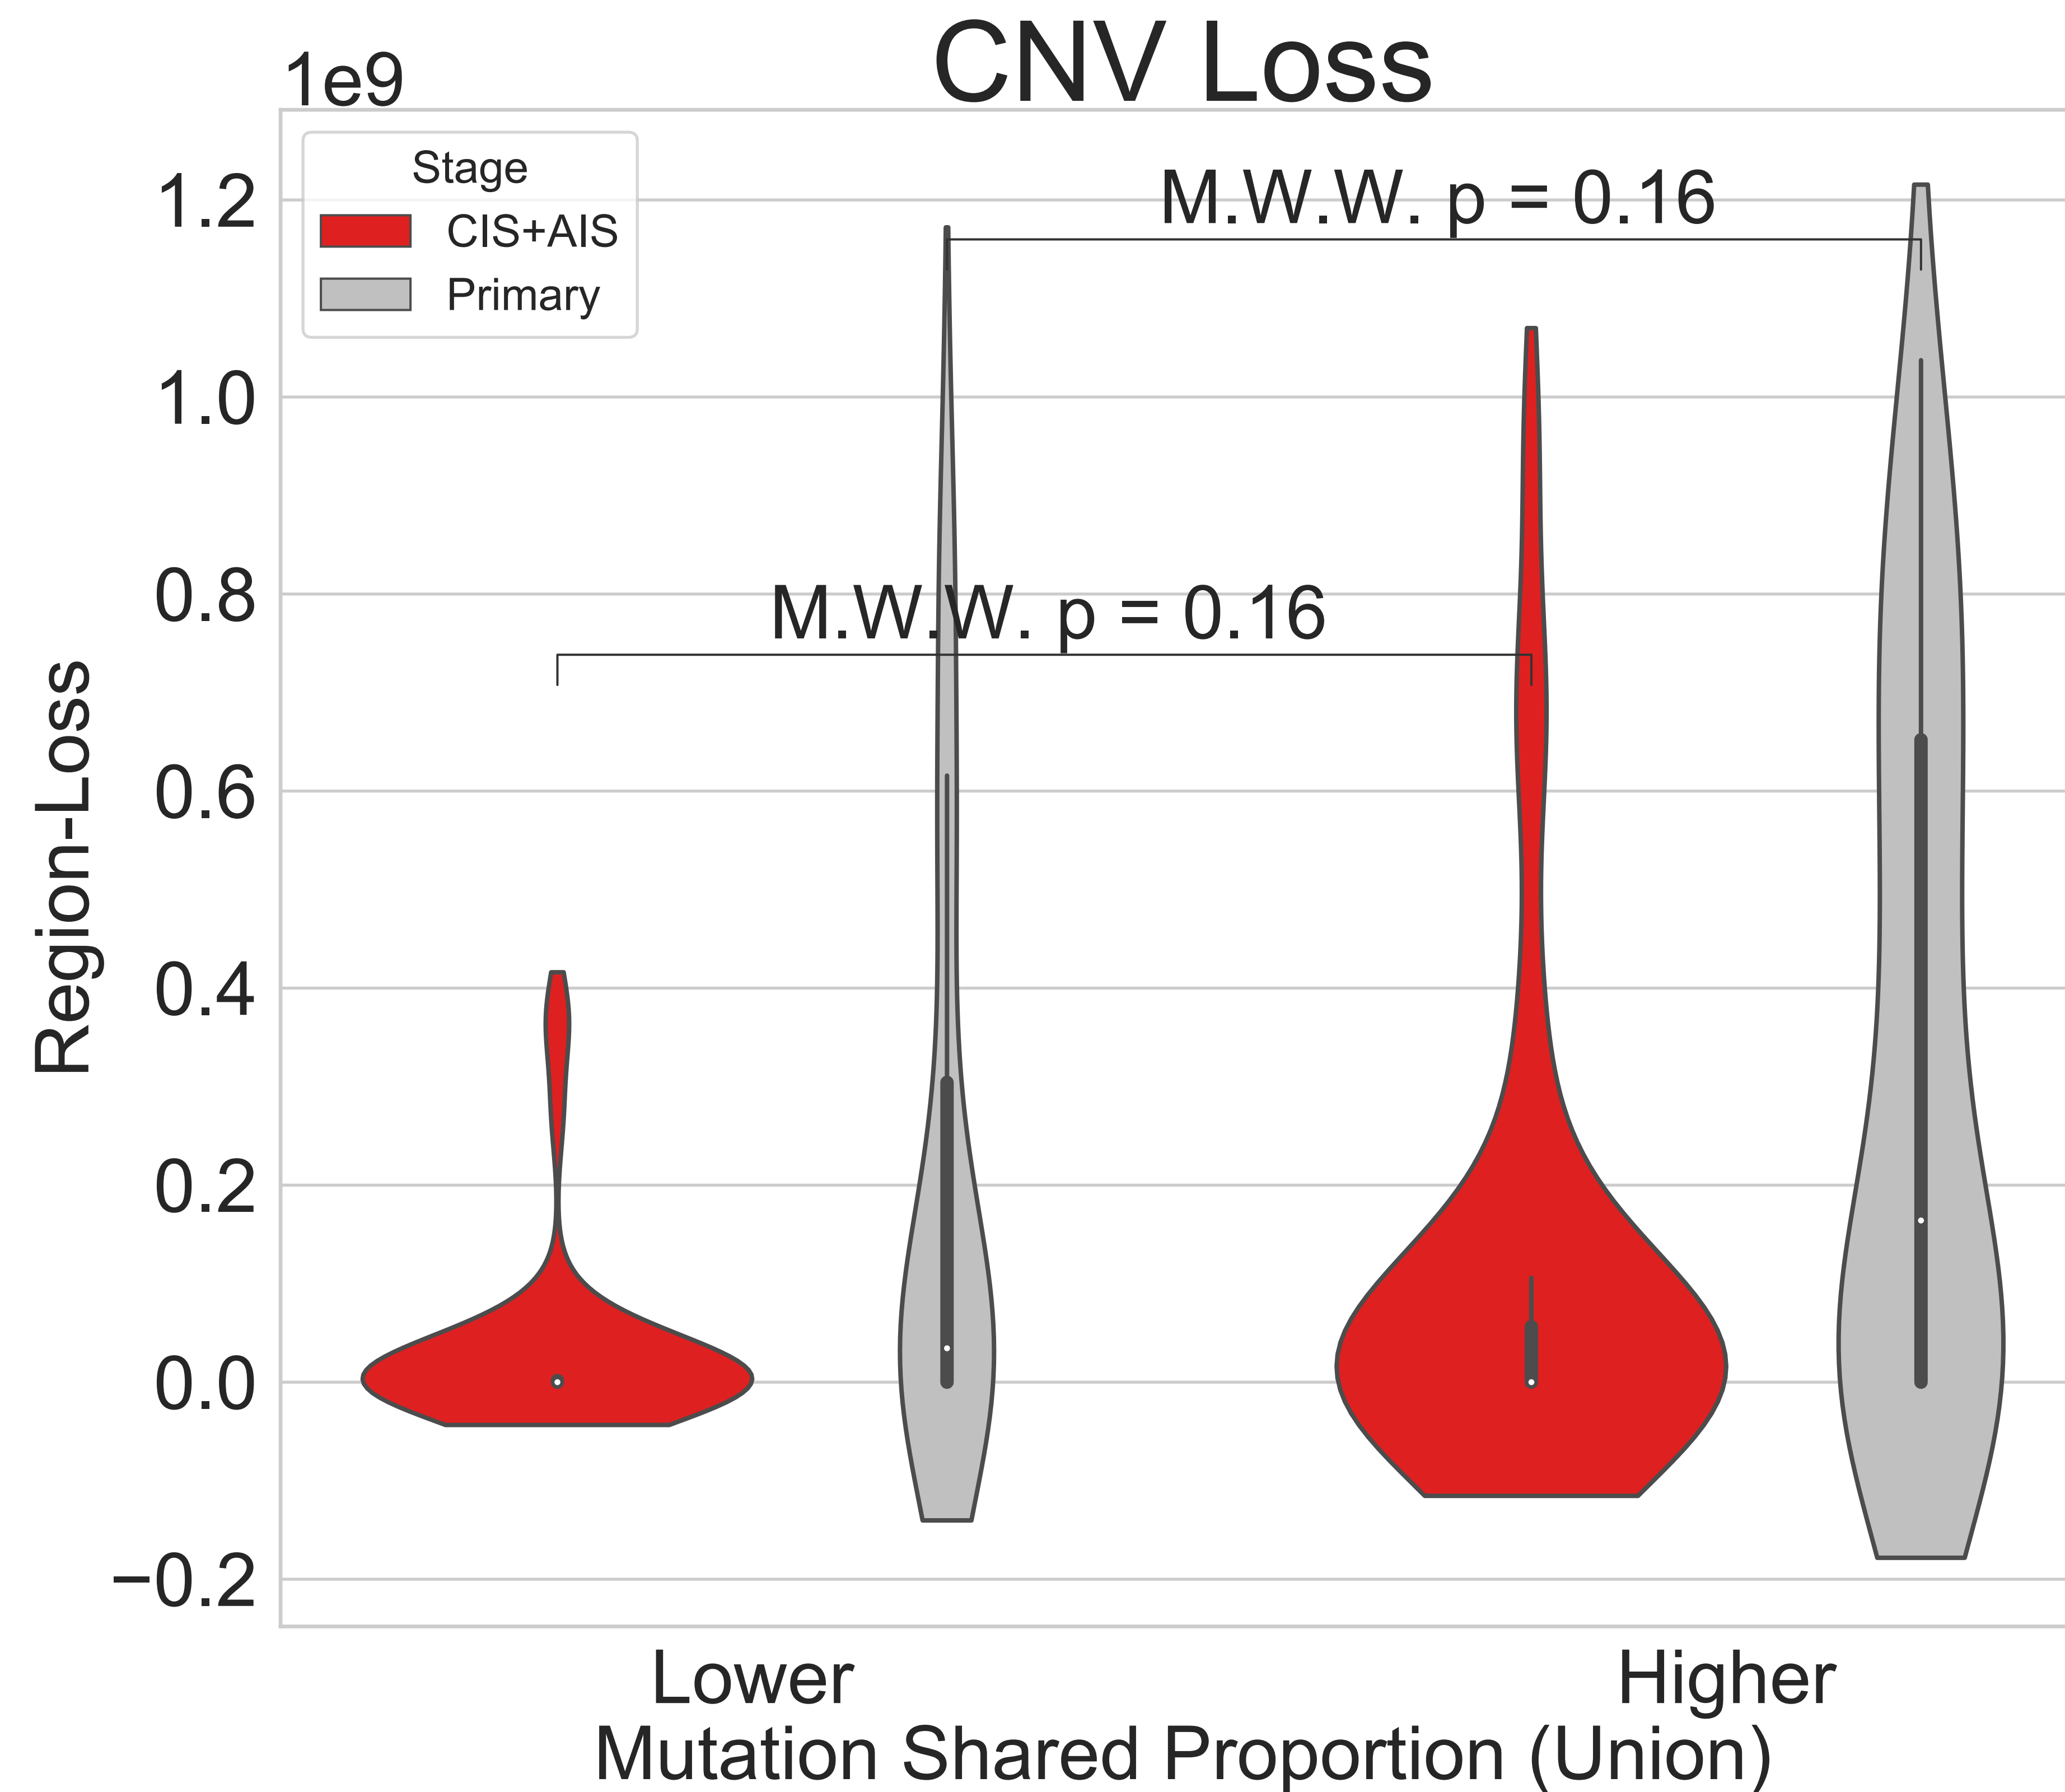 CNV Loss
1e9
Stage
CIS+AIS
Primary
M.W.W. p = 0.16
M.W.W. p = 0.16
1.2
1.0
0.8
0.6
0.4
0.2
0.0
−0.2
Region-Loss
Lower
Higher
Mutation Shared Proportion (Union)